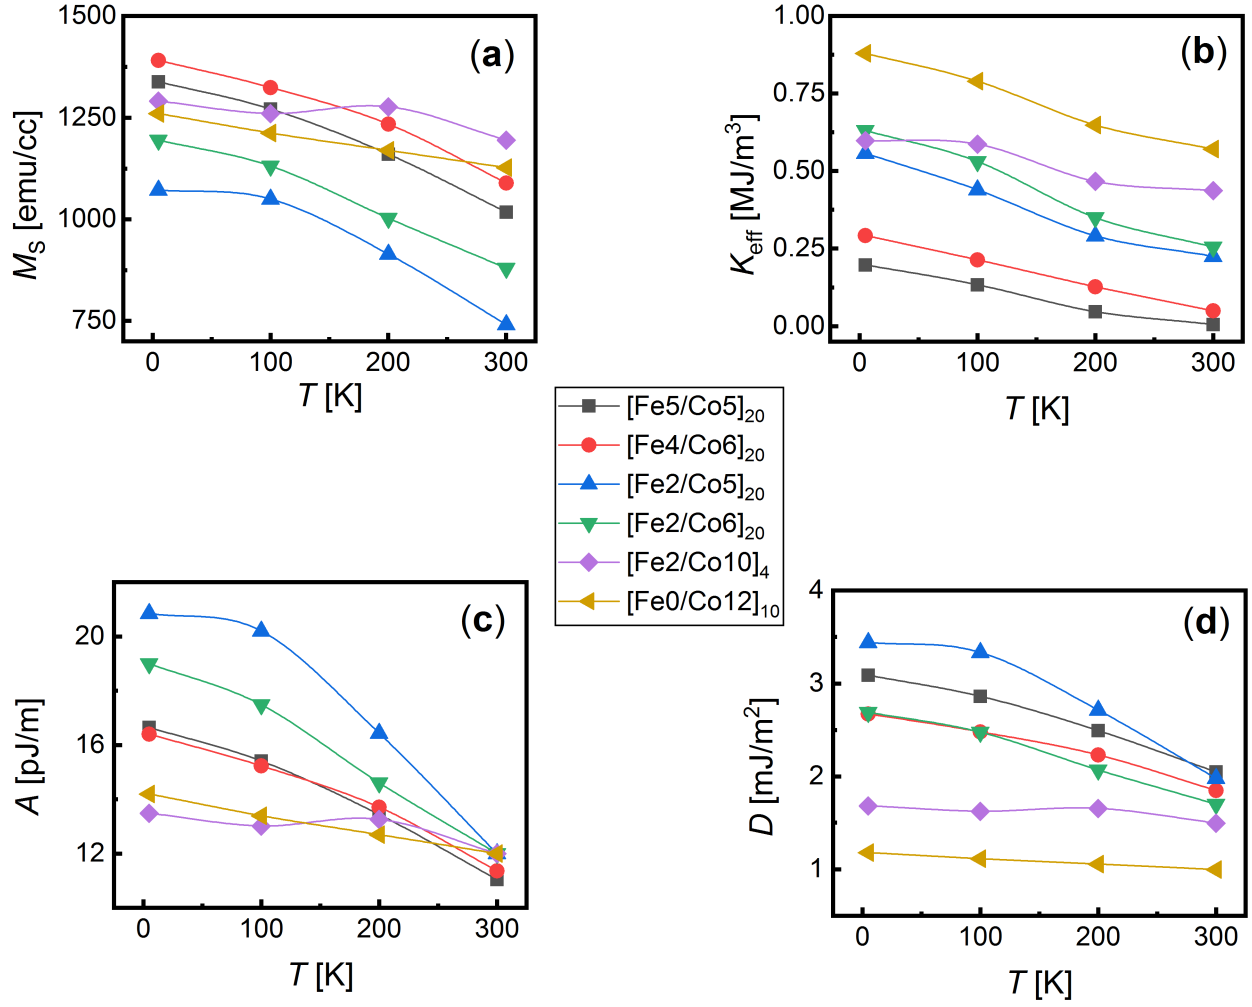 (a)
1500
1250
1000
750
M_S [emu/cc]
0 100 200 300
T [K]
(b)
1.00
0.75
0.50
0.25
0.00
K_eff [MJ/m³]
0 100 200 300
T [K]
[Fe5/Co5]₂₀
[Fe4/Co6]₂₀
[Fe2/Co5]₂₀
[Fe2/Co6]₂₀
[Fe2/Co10]₄
[Fe0/Co12]₁₀
(c)
20
16
12
A [pJ/m]
0 100 200 300
T [K]
(d)
4
3
2
1
D [mJ/m²]
0 100 200 300
T [K]